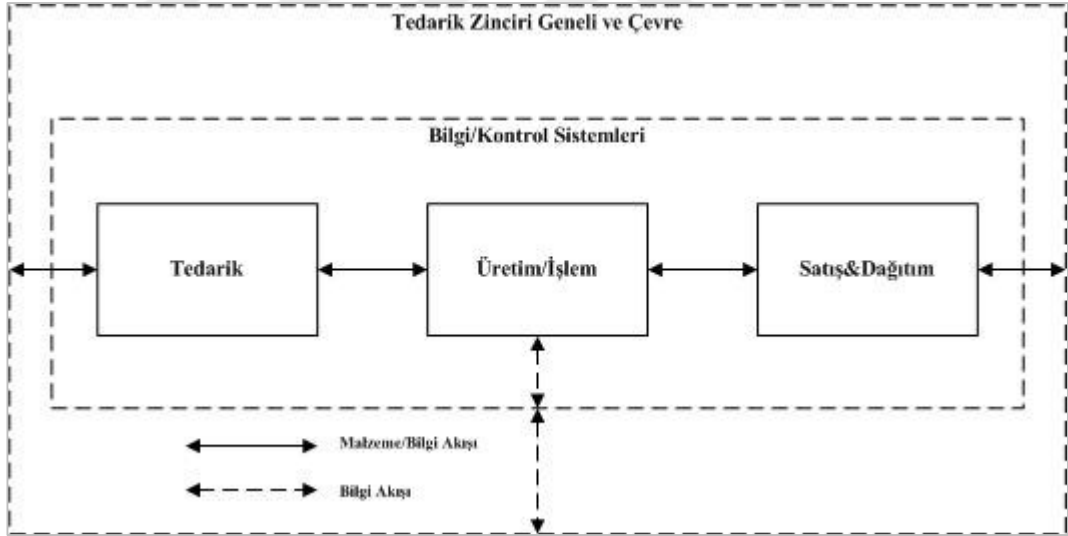 Tedarik Zinciri Geneli ve Çevre
Bilgi/Kontrol Sistemleri
Tedarik
Üretim/İşlem
Satış&Dağıtım
Malzeme/Bilgi Akışı
Bilgi Akışı